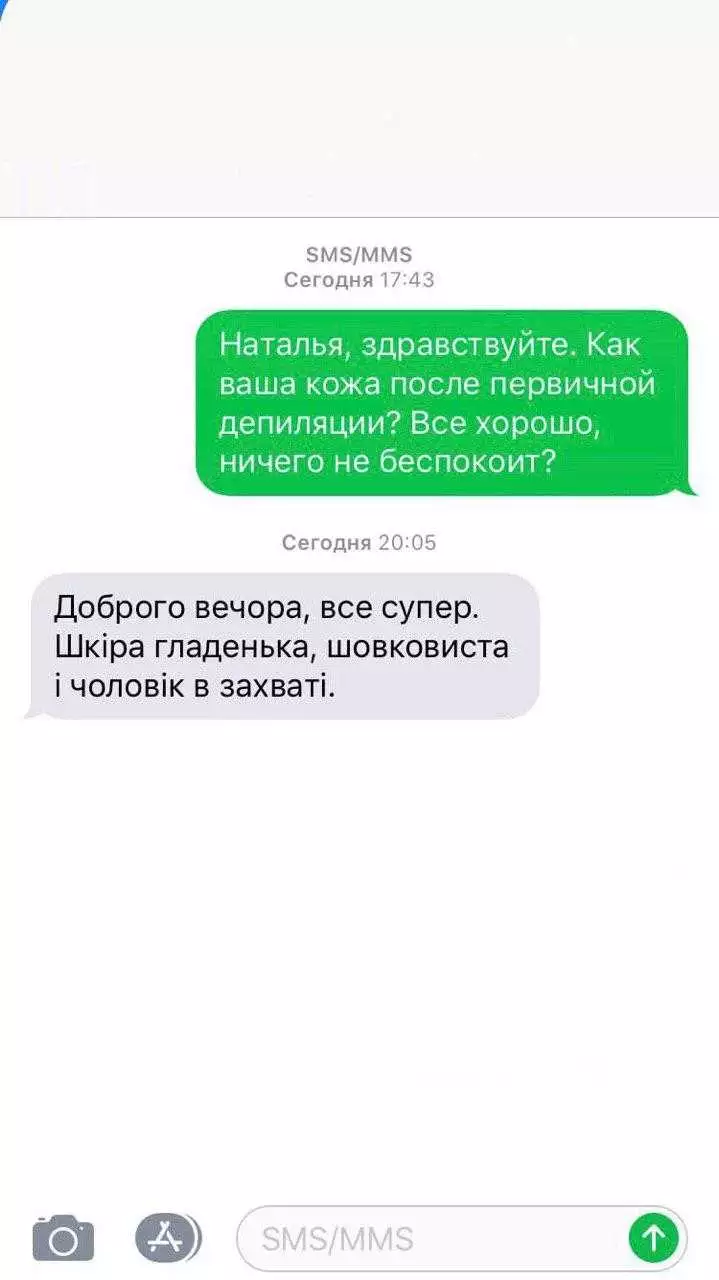 SMS/MMS
Сегодня 17:43
Наталья, здравствуйте. Как
ваша кожа после первичной
депиляции? Все хорошо,
ничего не беспокоит?
Сегодня 20:05
Доброго вечора, все супер.
Шкіра гладенька, шовковиста
і чоловік в захваті.
SMS/MMS